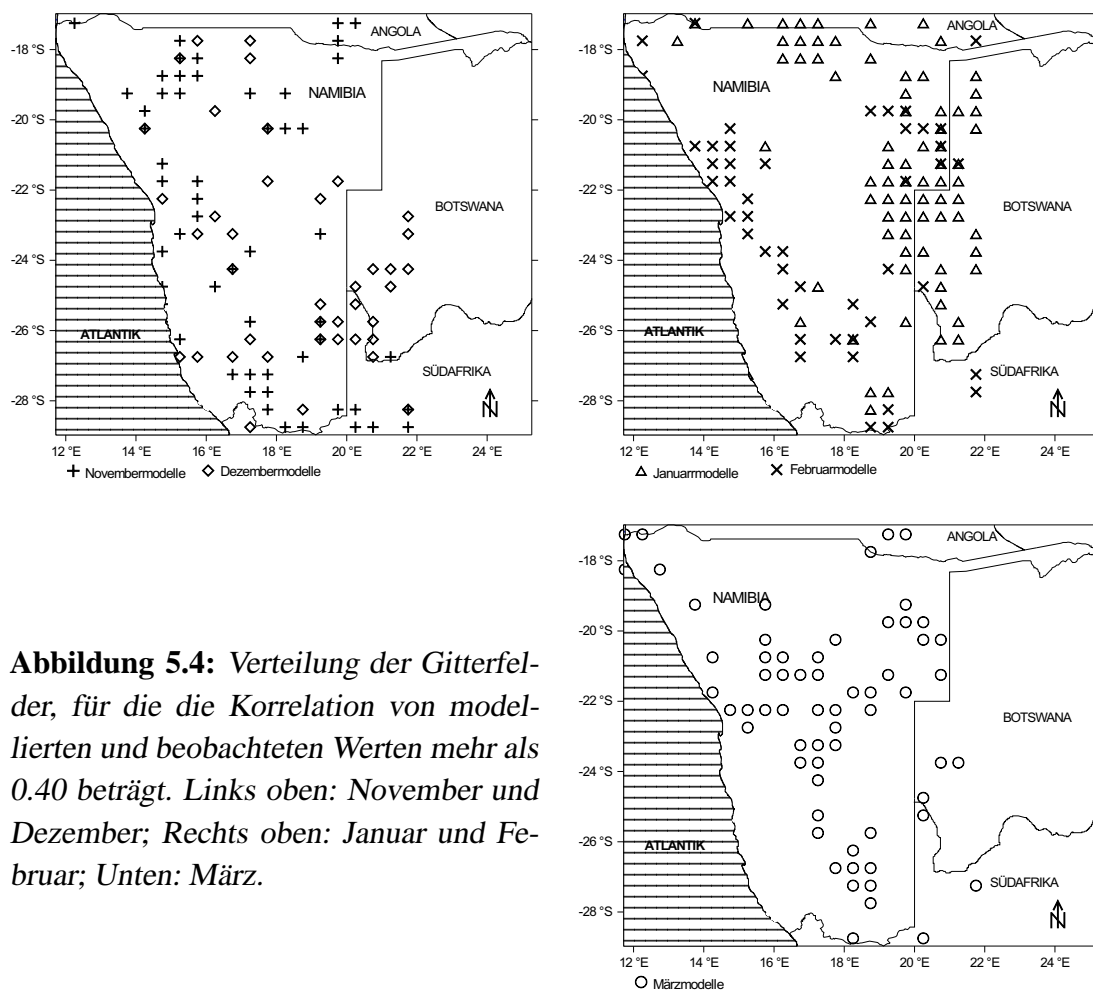 ANGOLA
-18 °S
NAMIBIA
-20 °S
-22 °S
BOTSWANA
-24 °S
-26 °S
ATLANTIK
SÜDAFRIKA
-28 °S
N
12 °E 14 °E 16 °E 18 °E 20 °E 22 °E 24 °E
Novembermodelle Dezembermodelle
ANGOLA
-18 °S
NAMIBIA
-20 °S
-22 °S
BOTSWANA
-24 °S
-26 °S
ATLANTIK
SÜDAFRIKA
-28 °S
N
12 °E 14 °E 16 °E 18 °E 20 °E 22 °E 24 °E
Januarrmodelle Februarmodelle
Abbildung 5.4: Verteilung der Gitterfel-
der, für die die Korrelation von model-
lierten und beobachteten Werten mehr als
0.40 beträgt. Links oben: November und
Dezember; Rechts oben: Januar und Fe-
bruar; Unten: März.
ANGOLA
-18 °S
NAMIBIA
-20 °S
-22 °S
BOTSWANA
-24 °S
-26 °S
ATLANTIK
SÜDAFRIKA
-28 °S
N
12 °E 14 °E 16 °E 18 °E 20 °E 22 °E 24 °E
Märzmodelle